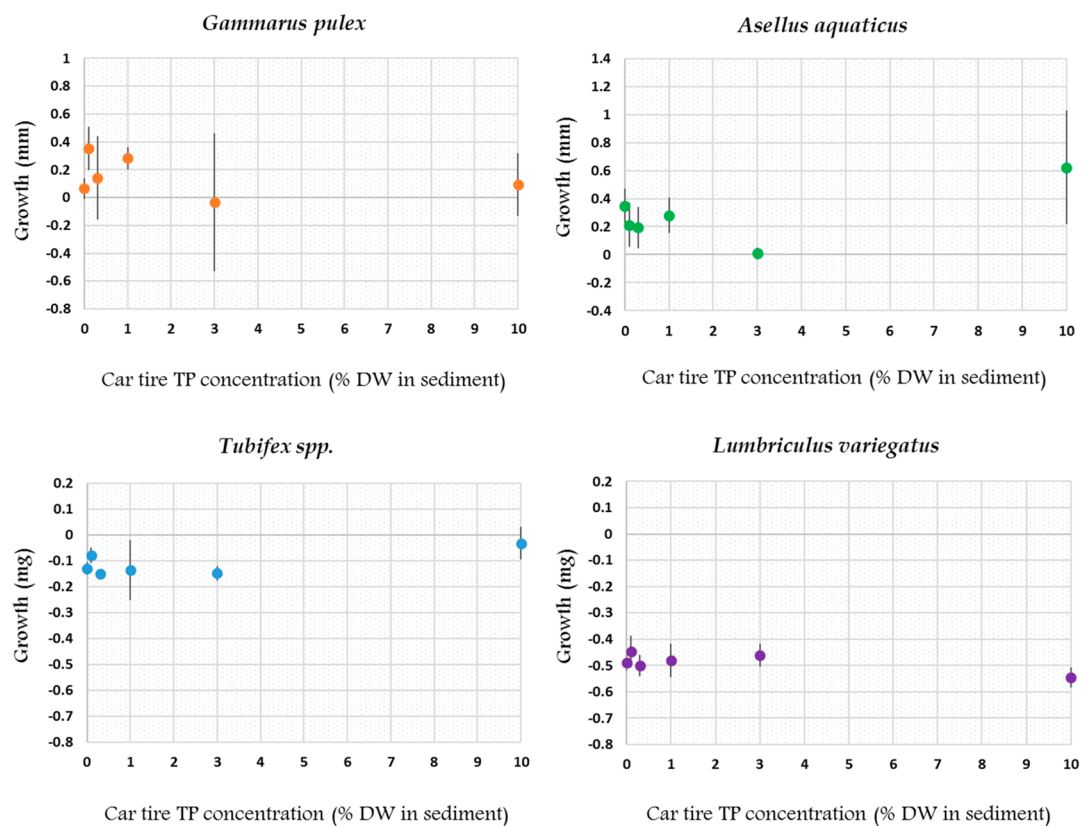 Gammarus pulex
Growth (mm)
1
0.8
0.6
0.4
0.2
0
-0.2
-0.4
-0.6
-0.8
0 1 2 3 4 5 6 7 8 9 10
Car tire TP concentration (% DW in sediment)
Asellus aquaticus
Growth (mm)
1.4
1.2
1
0.8
0.6
0.4
0.2
0
-0.2
-0.4
0 1 2 3 4 5 6 7 8 9 10
Car tire TP concentration (% DW in sediment)
Tubifex spp.
Growth (mg)
0.2
0.1
0
-0.1
-0.2
-0.3
-0.4
-0.5
-0.6
-0.7
-0.8
0 1 2 3 4 5 6 7 8 9 10
Car tire TP concentration (% DW in sediment)
Lumbriculus variegatus
Growth (mg)
0.2
0.1
0
-0.1
-0.2
-0.3
-0.4
-0.5
-0.6
-0.7
-0.8
0 1 2 3 4 5 6 7 8 9 10
Car tire TP concentration (% DW in sediment)